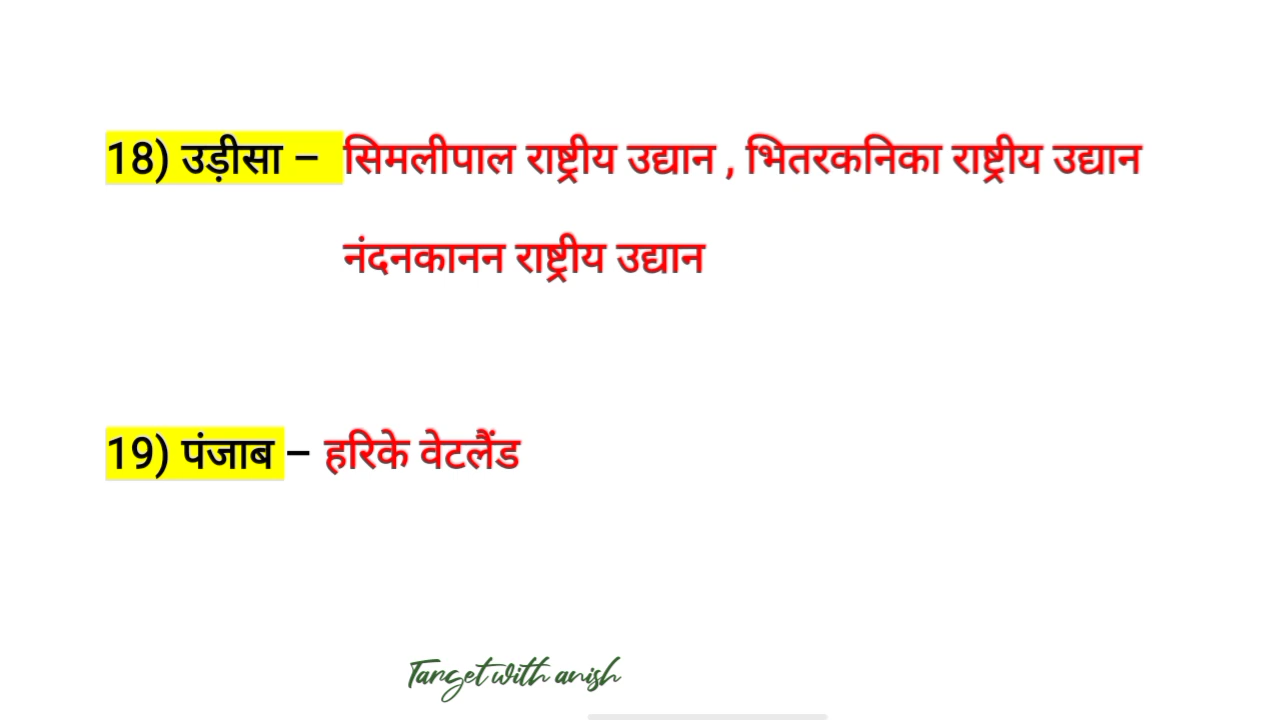 18) उड़ीसा – सिमलीपाल राष्ट्रीय उद्यान , भितरकनिका राष्ट्रीय उद्यान
नंदनकानन राष्ट्रीय उद्यान
19) पंजाब – हरिके वेटलैंड
Target with anish